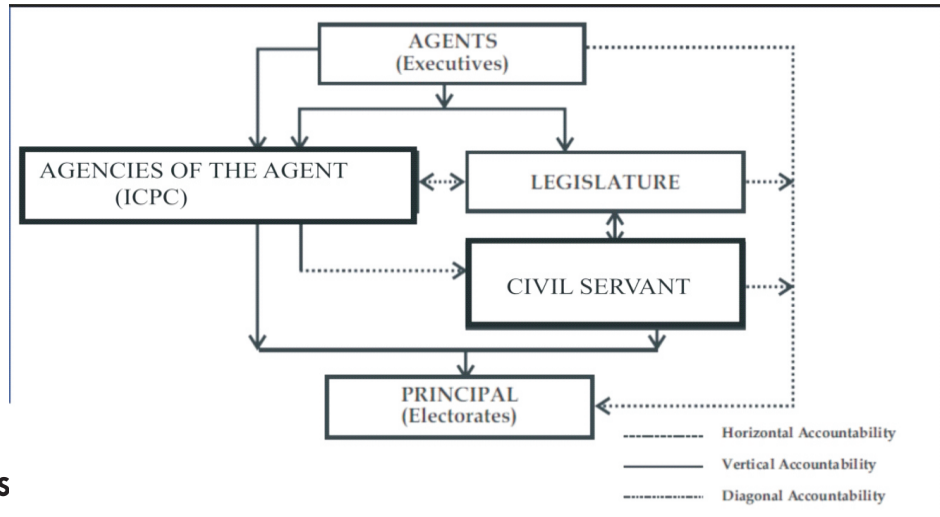 AGENTS
(Executives)
AGENCIES OF THE AGENT
(ICPC)
LEGISLATURE
CIVIL SERVANT
PRINCIPAL
(Electorates)
Horizontal Accountability
Vertical Accountability
s
Diagonal Accountability